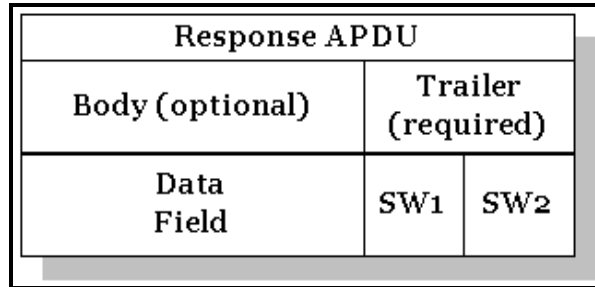 Response APDU
Body (optional)
Trailer
(required)
Data
Field
SW1
SW2